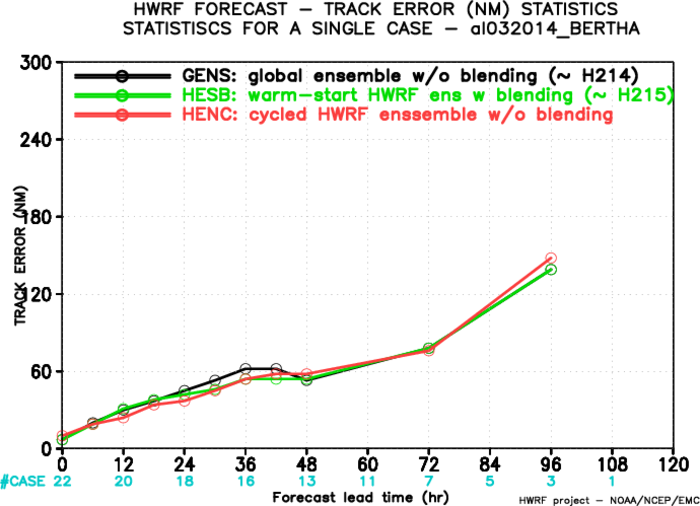 HWRF FORECAST – TRACK ERROR (NM) STATISTICS
STATISTISCS FOR A SINGLE CASE – al032014_BERTHA
GENS: global ensemble w/o blending (~ H214)
HESB: warm–start HWRF ens w blending (~ H215)
HENC: cycled HWRF enssemble w/o blending
300
240
180
120
60
0
TRACK ERROR (NM)
0 12 24 36 48 60 72 84 96 108 120
#CASE 22 20 18 16 13 11 7 5 3 1
Forecast lead time (hr)
HWRF project – NOAA/NCEP/EMC